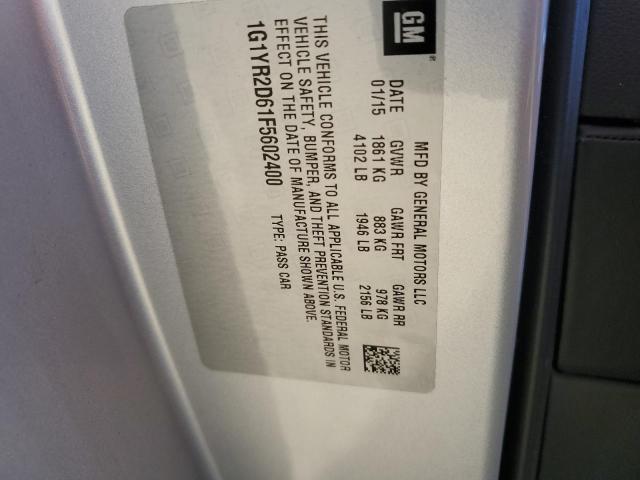 GM
MFD BY GENERAL MOTORS LLC
DATE GVWR GAWR FRT GAWR RR
01/15 1861 KG 883 KG 978 KG
4102 LB 1946 LB 2156 LB
THIS VEHICLE CONFORMS TO ALL APPLICABLE U.S. FEDERAL MOTOR
VEHICLE SAFETY, BUMPER, AND THEFT PREVENTION STANDARDS IN
EFFECT ON THE DATE OF MANUFACTURE SHOWN ABOVE.
1G1YR2D61F5602400 TYPE: PASS CAR